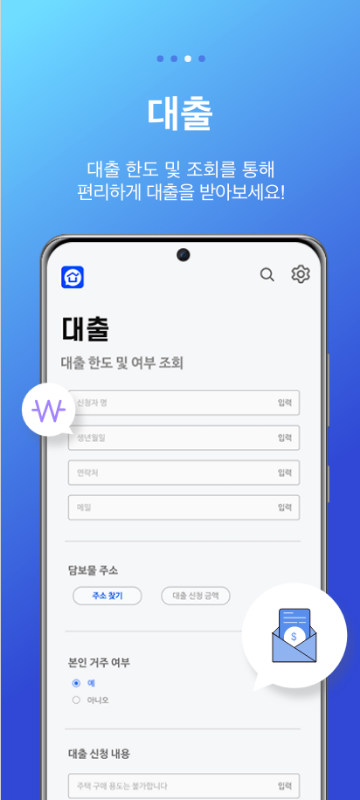 대출
대출 한도 및 조회를 통해
편리하게 대출을 받아보세요!
대출
대출 한도 및 여부 조회
W
신청자 명 입력
생년월일 입력
연락처 입력
메일 입력
담보물 주소
주소 찾기 대출 신청 금액
$
본인 거주 여부
예
아니오
대출 신청 내용
주택 구매 용도는 불가합니다 입력